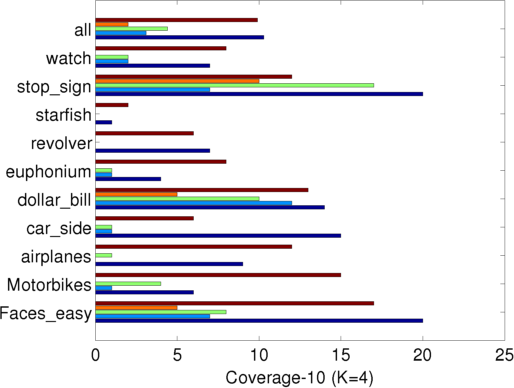 all
watch
stop_sign
starfish
revolver
euphonium
dollar_bill
car_side
airplanes
Motorbikes
Faces_easy
0 5 10 15 20 25
Coverage-10 (K=4)